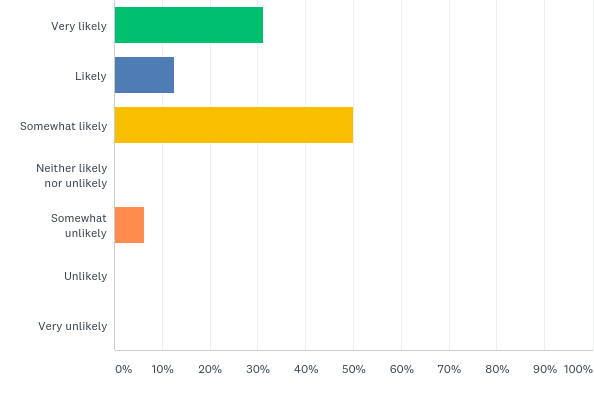 Very likely
Likely
Somewhat likely
Neither likely
nor unlikely
Somewhat
unlikely
Unlikely
Very unlikely
0% 10% 20% 30% 40% 50% 60% 70% 80% 90% 100%